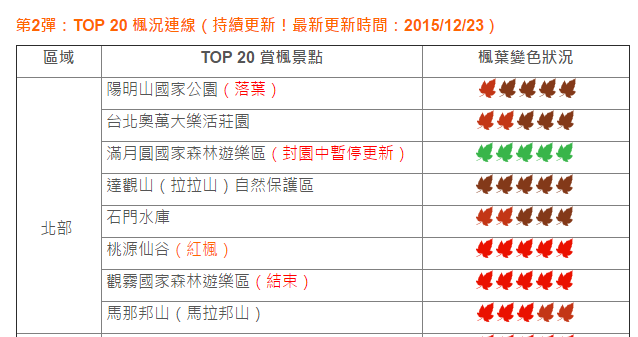 第2彈：TOP 20 楓況連線（持續更新！最新更新時間：2015/12/23）
區域 TOP 20 賞楓景點 楓葉變色狀況
陽明山國家公園（落葉）
台北奧萬大樂活莊園
滿月圓國家森林遊樂區（封園中暫停更新）
達觀山（拉拉山）自然保護區
北部
石門水庫
桃源仙谷（紅楓）
觀霧國家森林遊樂區（結束）
馬那邦山（馬拉邦山）